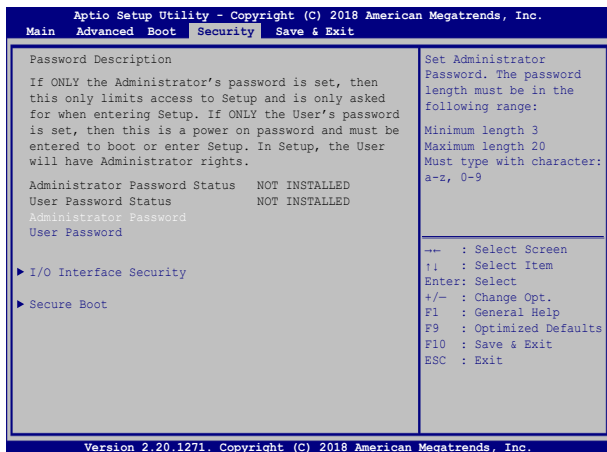 Aptio Setup Utility - Copyright (C) 2018 American Megatrends, Inc.
Main Advanced Boot Security Save & Exit
Password Description
If ONLY the Administrator's password is set, then
this only limits access to Setup and is only asked
for when entering Setup. If ONLY the User's password
is set, then this is a power on password and must be
entered to boot or enter Setup. In Setup, the User
will have Administrator rights.
Administrator Password Status NOT INSTALLED
User Password Status NOT INSTALLED
Administrator Password
User Password
► I/O Interface Security
► Secure Boot
Set Administrator
Password. The password
length must be in the
following range:
Minimum length 3
Maximum length 20
Must type with character:
a-z, 0-9
→← : Select Screen
↑↓ : Select Item
Enter: Select
+/— : Change Opt.
F1 : General Help
F9 : Optimized Defaults
F10 : Save & Exit
ESC : Exit
Version 2.20.1271. Copyright (C) 2018 American Megatrends, Inc.